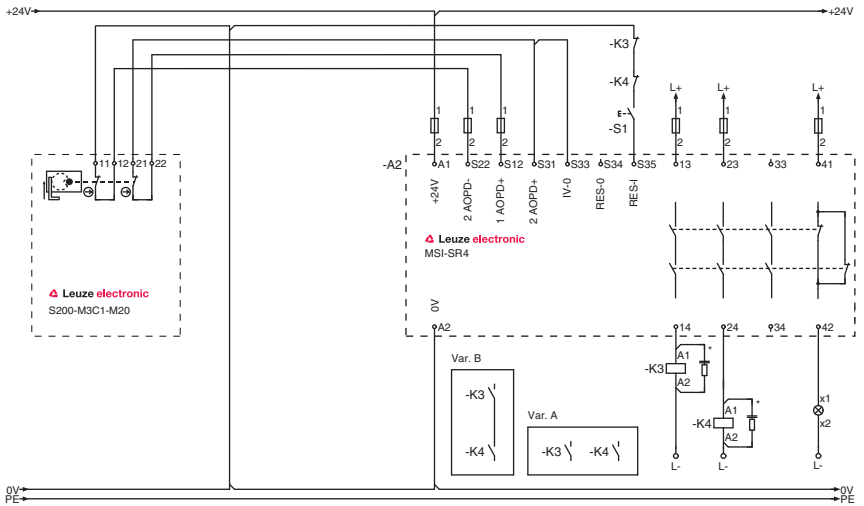 +24V
+24V
-K3
-K4
E
-S1
L+
L+
L+
1
1
1
1
1
1
2
2
2
2
2
2
11
12
21
22
-A2
A1
S22
S12
S31
S33
S34
S35
13
23
33
41
+24V
2 AOPD-
1 AOPD+
2 AOPD+
IV-0
RES-0
RES-I
Leuze electronic
MSI-SR4
Leuze electronic
S200-M3C1-M20
0V
A2
14
24
34
42
Var. B
-K3
-K4
Var. A
-K3
-K4
-K3
A1
A2
*
-K4
A1
A2
*
x1
x2
L-
L-
L-
0V
0V
PE
PE